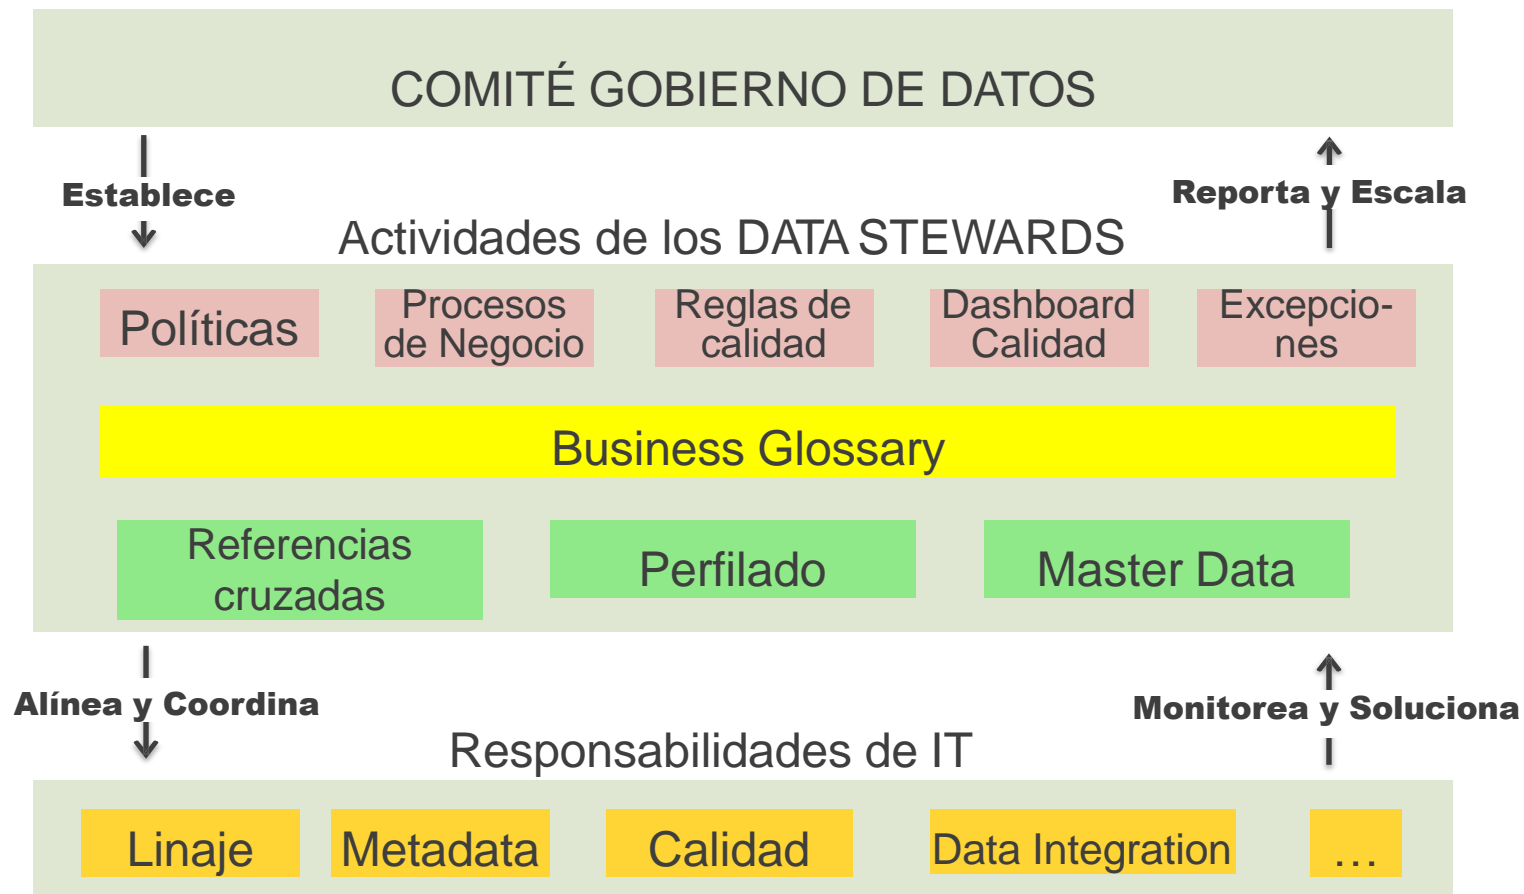 COMITÉ GOBIERNO DE DATOS
Establece
Reporta y Escala
Actividades de los DATA STEWARDS
Políticas
Procesos
de Negocio
Reglas de
calidad
Dashboard
Calidad
Excepcio-
nes
Business Glossary
Referencias
cruzadas
Perfilado
Master Data
Alínea y Coordina
Monitorea y Soluciona
Responsabilidades de IT
Linaje
Metadata
Calidad
Data Integration
…